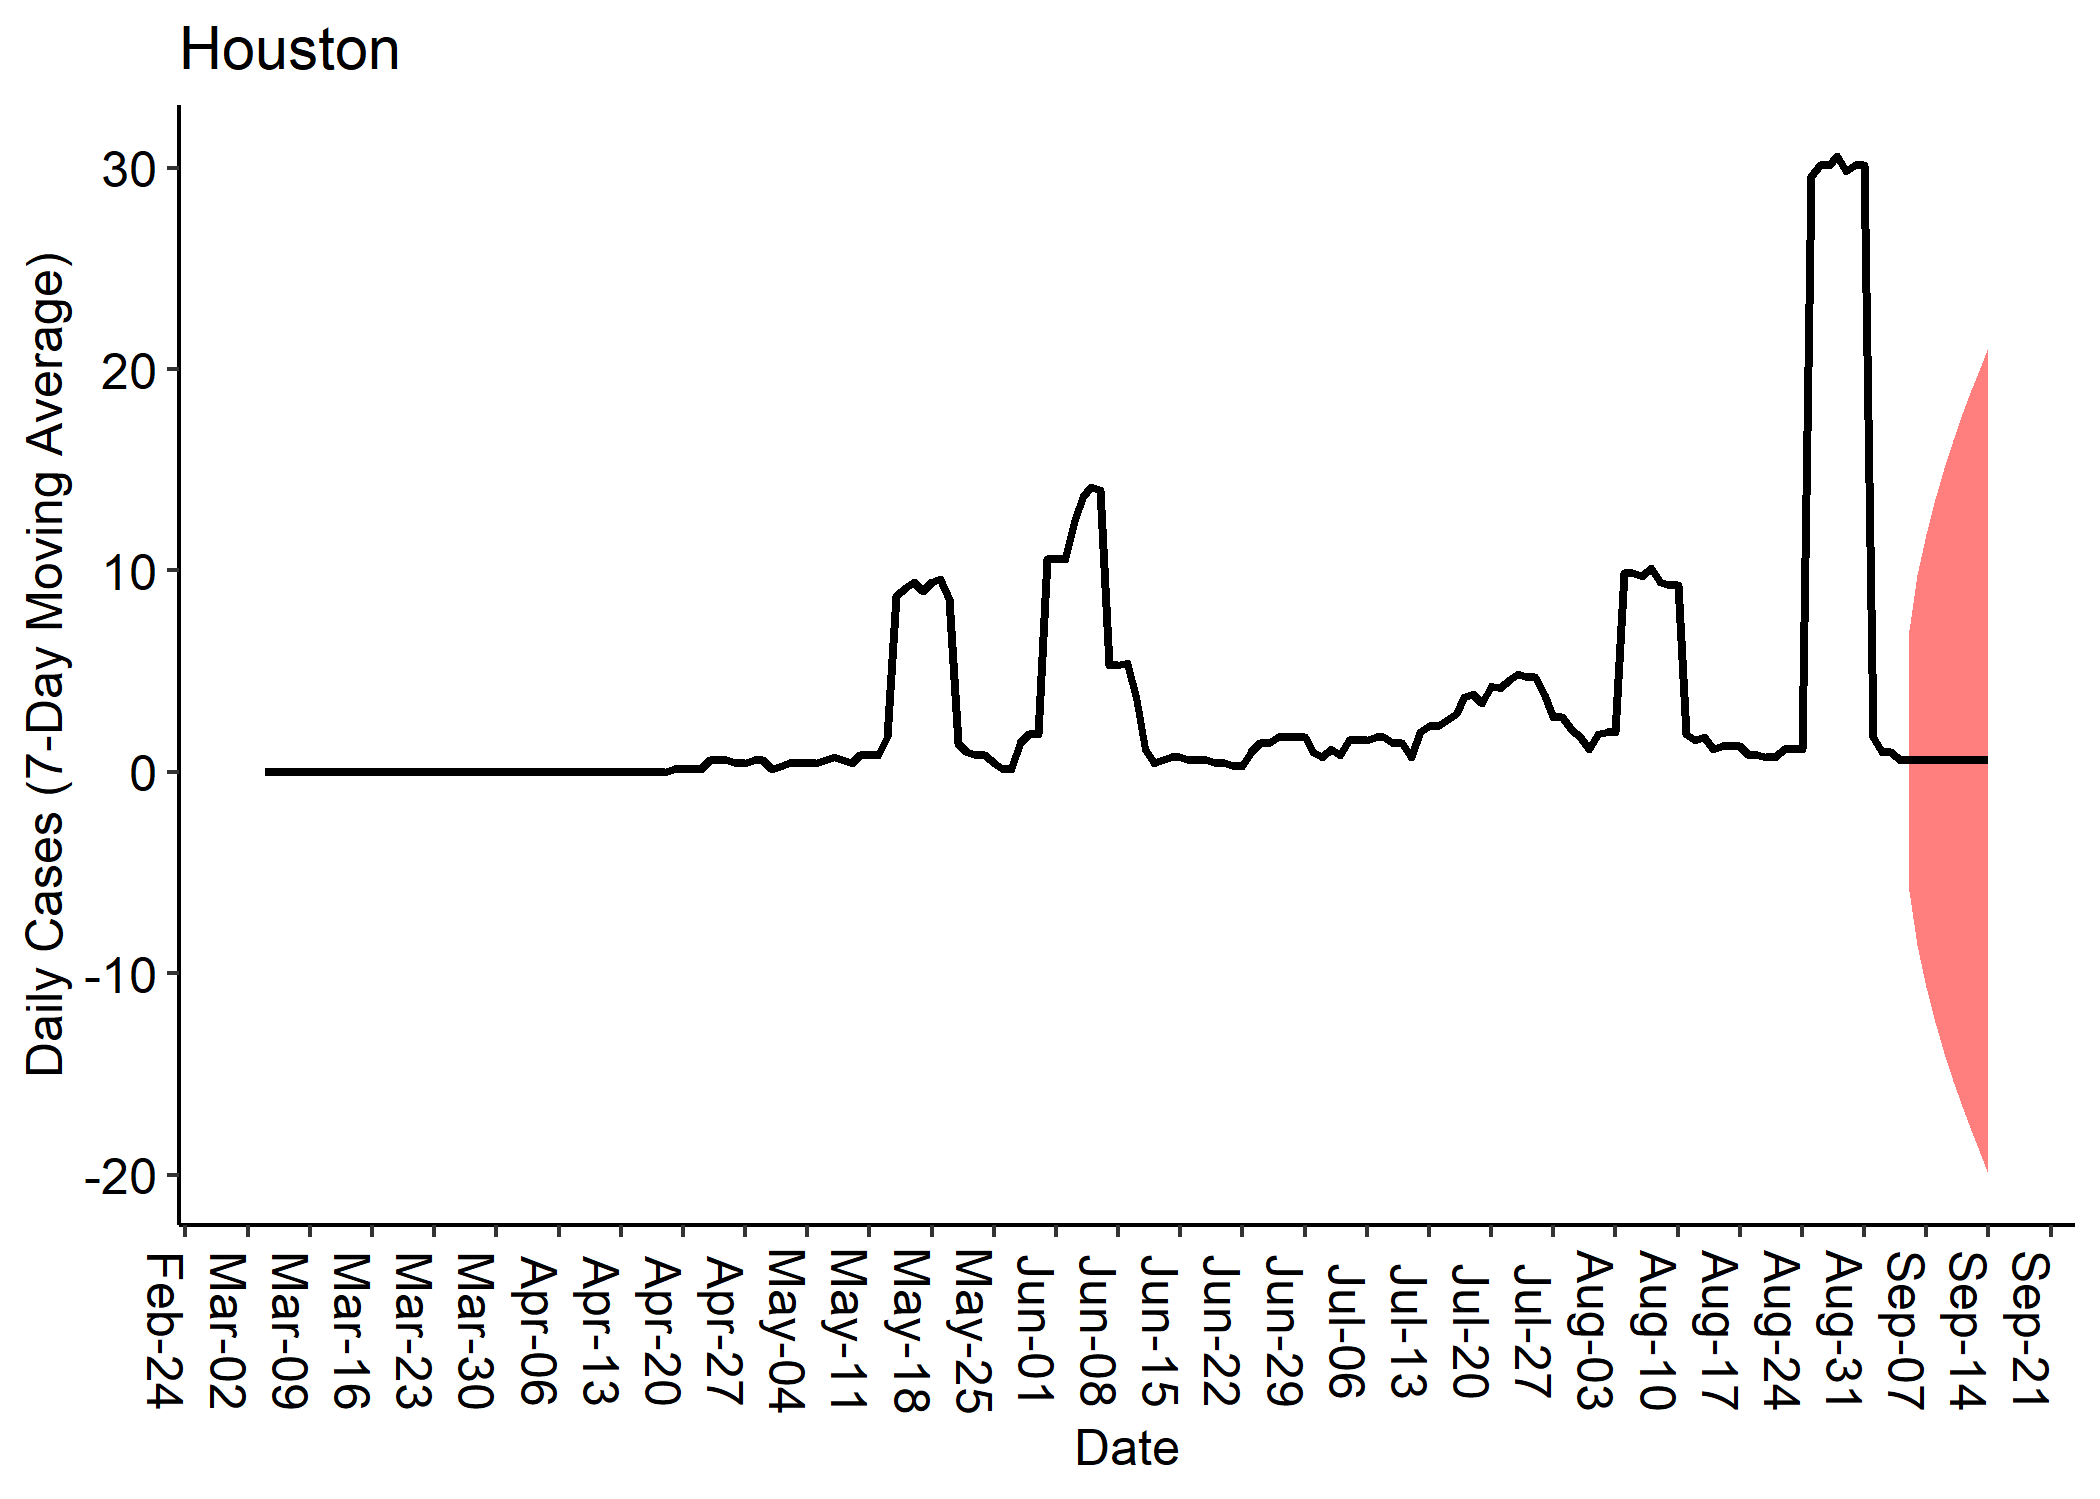 Houston
Daily Cases (7-Day Moving Average)
30
20
10
0
-10
-20
Feb-24
Mar-02
Mar-09
Mar-16
Mar-23
Mar-30
Apr-06
Apr-13
Apr-20
Apr-27
May-04
May-11
May-18
May-25
Jun-01
Jun-08
Jun-15
Jun-22
Jun-29
Jul-06
Jul-13
Jul-20
Jul-27
Aug-03
Aug-10
Aug-17
Aug-24
Aug-31
Sep-07
Sep-14
Sep-21
Date